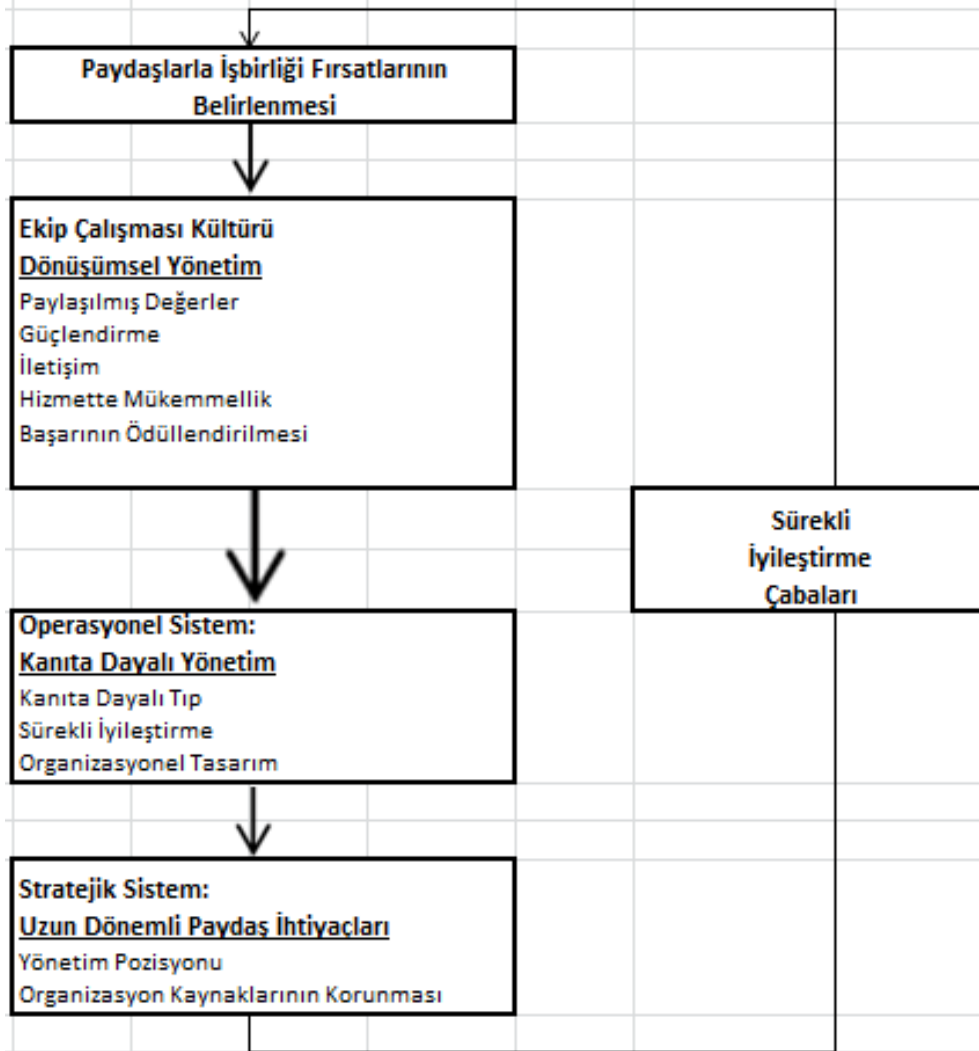 Paydaşlarla İşbirliği Fırsatlarının
Belirlenmesi
Ekip Çalışması Kültürü
Dönüşümsel Yönetim
Paylaşılmış Değerler
Güçlendirme
İletişim
Hizmette Mükemmellik
Başarının Ödüllendirilmesi
Sürekli
İyileştirme
Çabaları
Operasyonel Sistem:
Kanıta Dayalı Yönetim
Kanıta Dayalı Tıp
Sürekli İyileştirme
Organizasyonel Tasarım
Stratejik Sistem:
Uzun Dönemli Paydaş İhtiyaçları
Yönetim Pozisyonu
Organizasyon Kaynaklarının Korunması